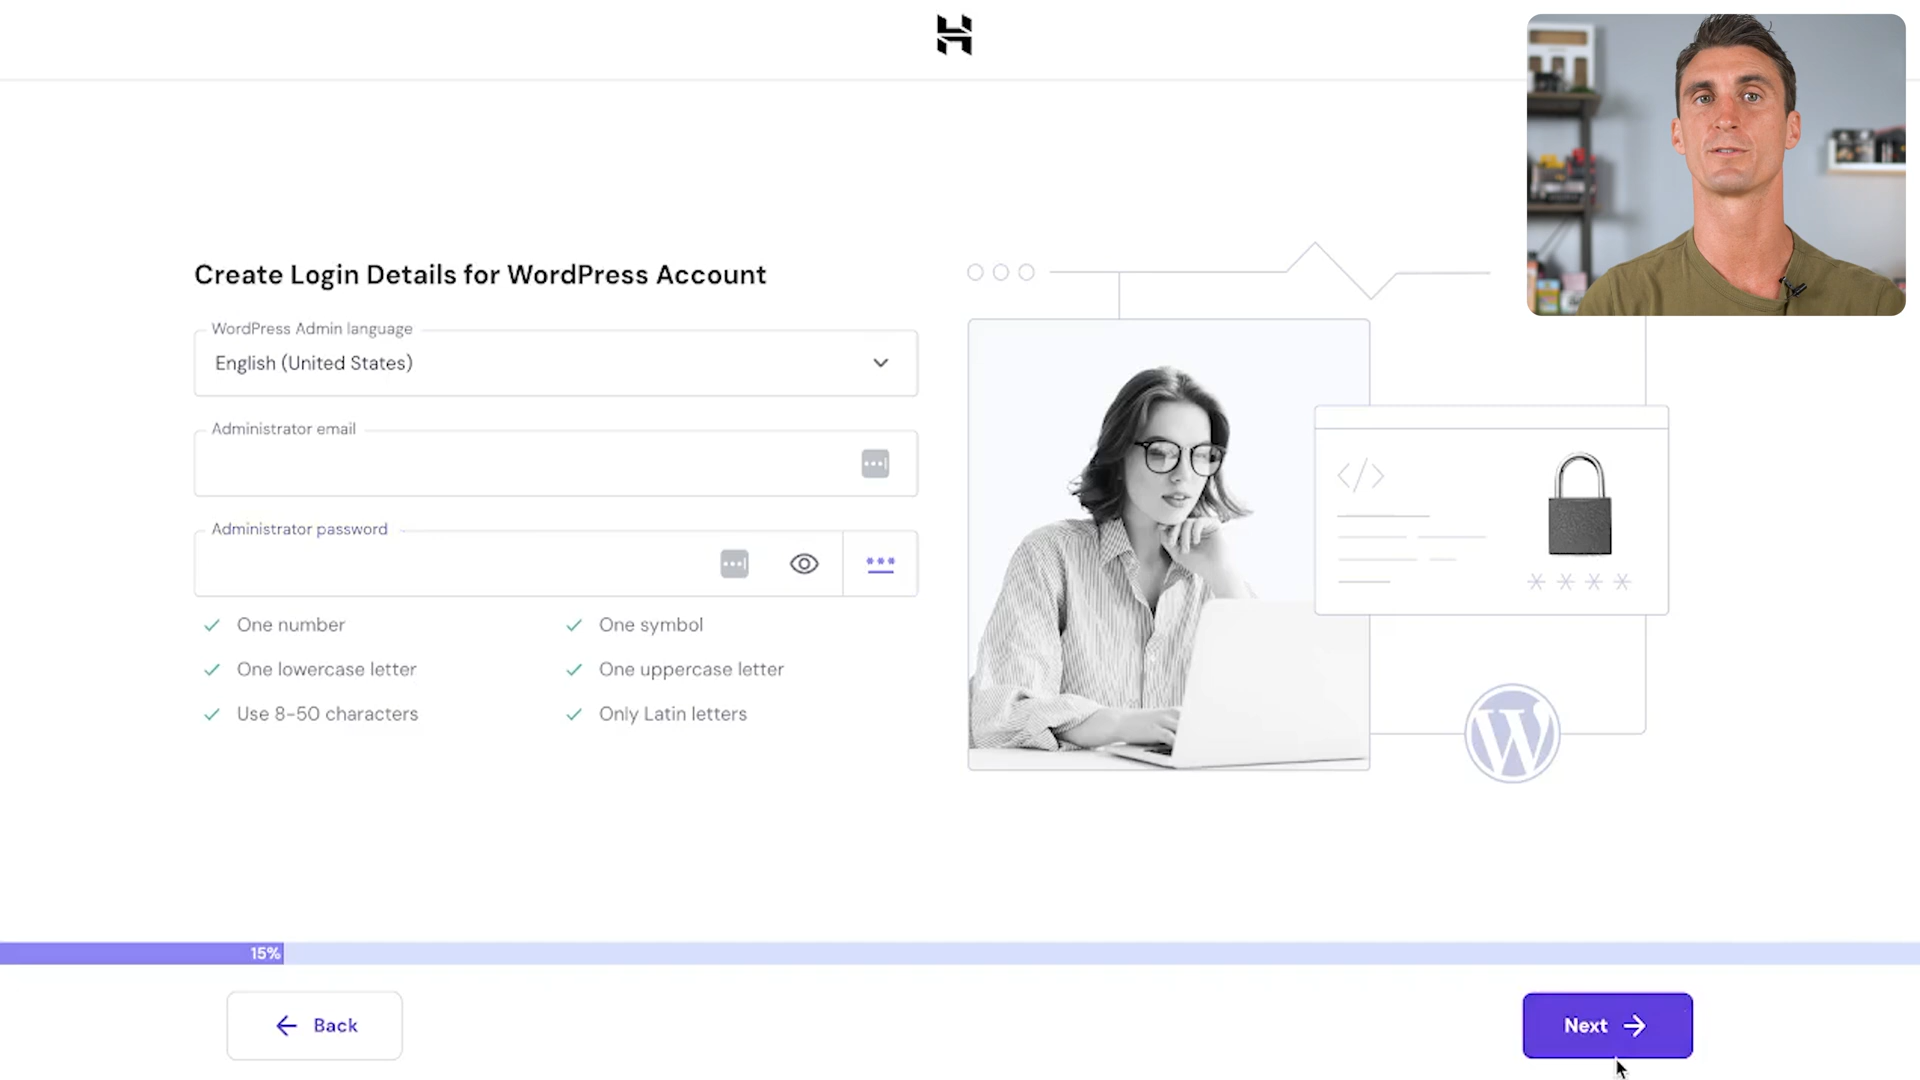 Create Login Details for WordPress Account
WordPress Admin language
English (United States)
Administrator email
Administrator password
***
One number
One symbol
One lowercase letter
One uppercase letter
Use 8-50 characters
Only Latin letters
</>
* * * *
W
15%
Back
Next